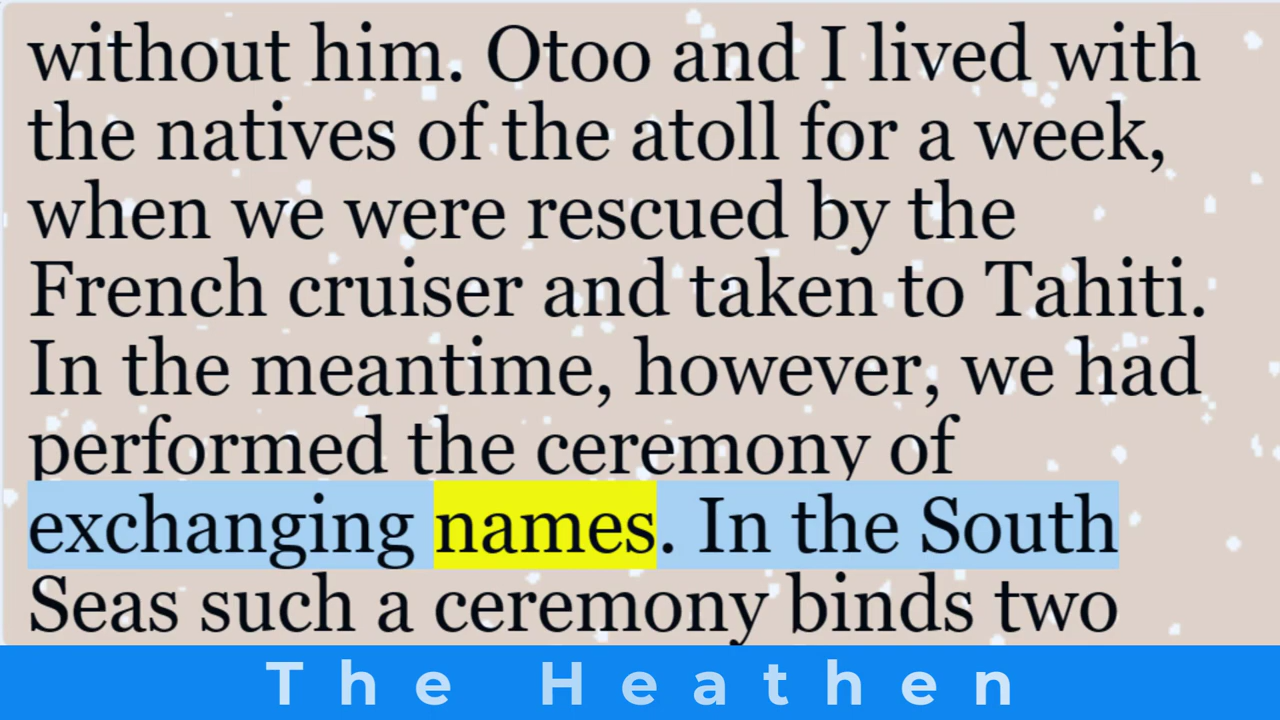 without him. Otoo and I lived with
the natives of the atoll for a week,
when we were rescued by the
French cruiser and taken to Tahiti.
In the meantime, however, we had
performed the ceremony of
exchanging names. In the South
Seas such a ceremony binds two
The Heathen